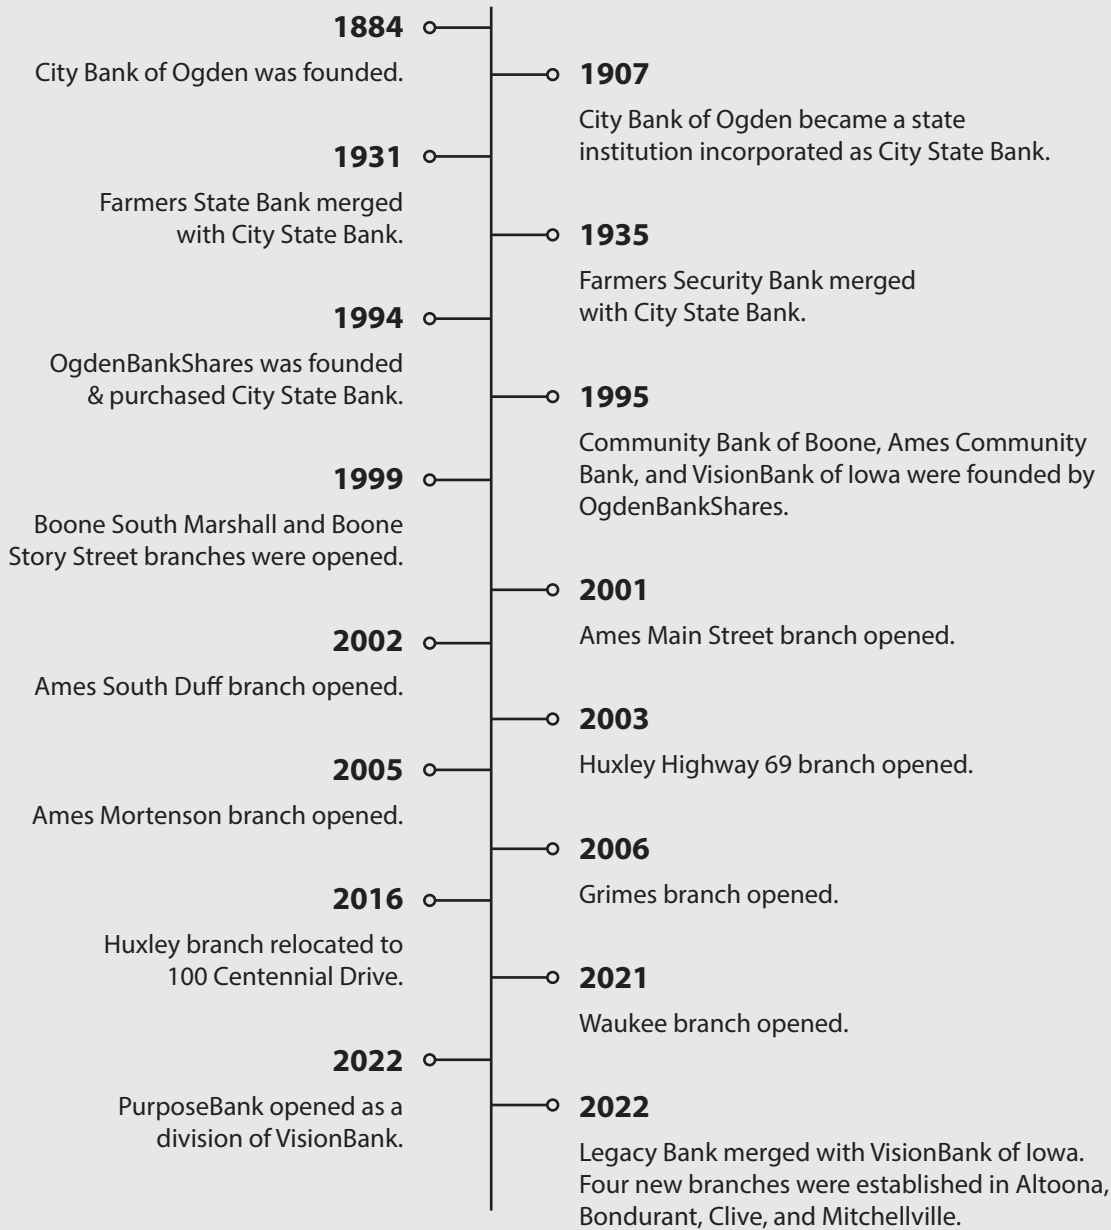 1884
City Bank of Ogden was founded.
1907
City Bank of Ogden became a state
institution incorporated as City State Bank.
1931
Farmers State Bank merged
with City State Bank.
1935
Farmers Security Bank merged
with City State Bank.
1994
OgdenBankShares was founded
& purchased City State Bank.
1995
Community Bank of Boone, Ames Community
Bank, and VisionBank of Iowa were founded by
OgdenBankShares.
1999
Boone South Marshall and Boone
Story Street branches were opened.
2001
Ames Main Street branch opened.
2002
Ames South Duff branch opened.
2003
Huxley Highway 69 branch opened.
2005
Ames Mortenson branch opened.
2006
Grimes branch opened.
2016
Huxley branch relocated to
100 Centennial Drive.
2021
Waukee branch opened.
2022
PurposeBank opened as a
division of VisionBank.
2022
Legacy Bank merged with VisionBank of Iowa.
Four new branches were established in Altoona,
Bondurant, Clive, and Mitchellville.